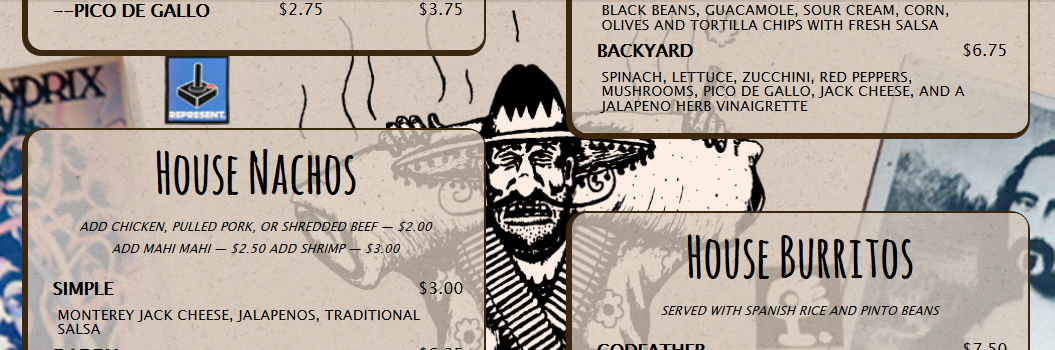 ––PICO DE GALLO $2.75 $3.75
BLACK BEANS, GUACAMOLE, SOUR CREAM, CORN,
OLIVES AND TORTILLA CHIPS WITH FRESH SALSA
BACKYARD $6.75
SPINACH, LETTUCE, ZUCCHINI, RED PEPPERS,
MUSHROOMS, PICO DE GALLO, JACK CHEESE, AND A
JALAPENO HERB VINAIGRETTE
NDRIX
REPRESENT.
HOUSE NACHOS
ADD CHICKEN, PULLED PORK, OR SHREDDED BEEF — $2.00
ADD MAHI MAHI — $2.50 ADD SHRIMP — $3.00
SIMPLE $3.00
MONTEREY JACK CHEESE, JALAPENOS, TRADITIONAL
SALSA
HOUSE BURRITOS
SERVED WITH SPANISH RICE AND PINTO BEANS
GODFATHER $7.50